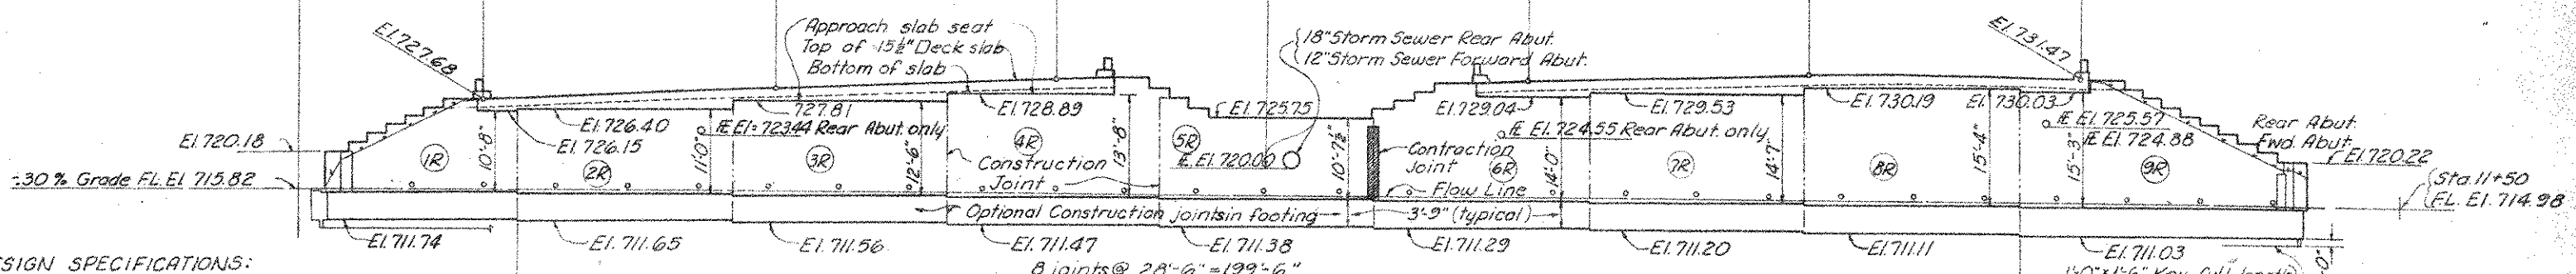 El. 727.68
Approach slab seat
Top of 15½" Deck slab
Bottom of slab
18" Storm Sewer Rear Abut.
12" Storm Sewer Forward Abut.
El. 731.47
El. 720.18
El. 726.40
El. 726.15
727.81
El. 728.89
El. 725.75
El. 729.04
El. 729.53
El. 730.19
El. 730.03
Æ El.= 723.44 Rear Abut. only
Æ El. 724.55 Rear Abut. only
Æ El. 725.57
Æ El. 724.88
Rear Abut.
Fwd. Abut.
El. 720.22
1R
10'-8"
2R
11'-0"
3R
12'-6"
4R
13'-8"
5R
Æ El. 720.00
10'-7½"
6R
14'-0"
7R
14'-7"
8R
15'-4"
15'-3"
9R
Construction
Joint
Contraction
Joint
Flow Line
-.30 % Grade FL. El. 715.82
Optional Construction joints in footing
3'-9" (typical)
Sta. 11+50
FL. El. 714.98
El. 711.74
El. 711.65
El. 711.56
El. 711.47
El. 711.38
El. 711.29
El. 711.20
El. 711.11
El. 711.03
SIGN SPECIFICATIONS:
8 joints @ 28'-6" = 199'-6"
1'-0" x 1'-6" Key full length